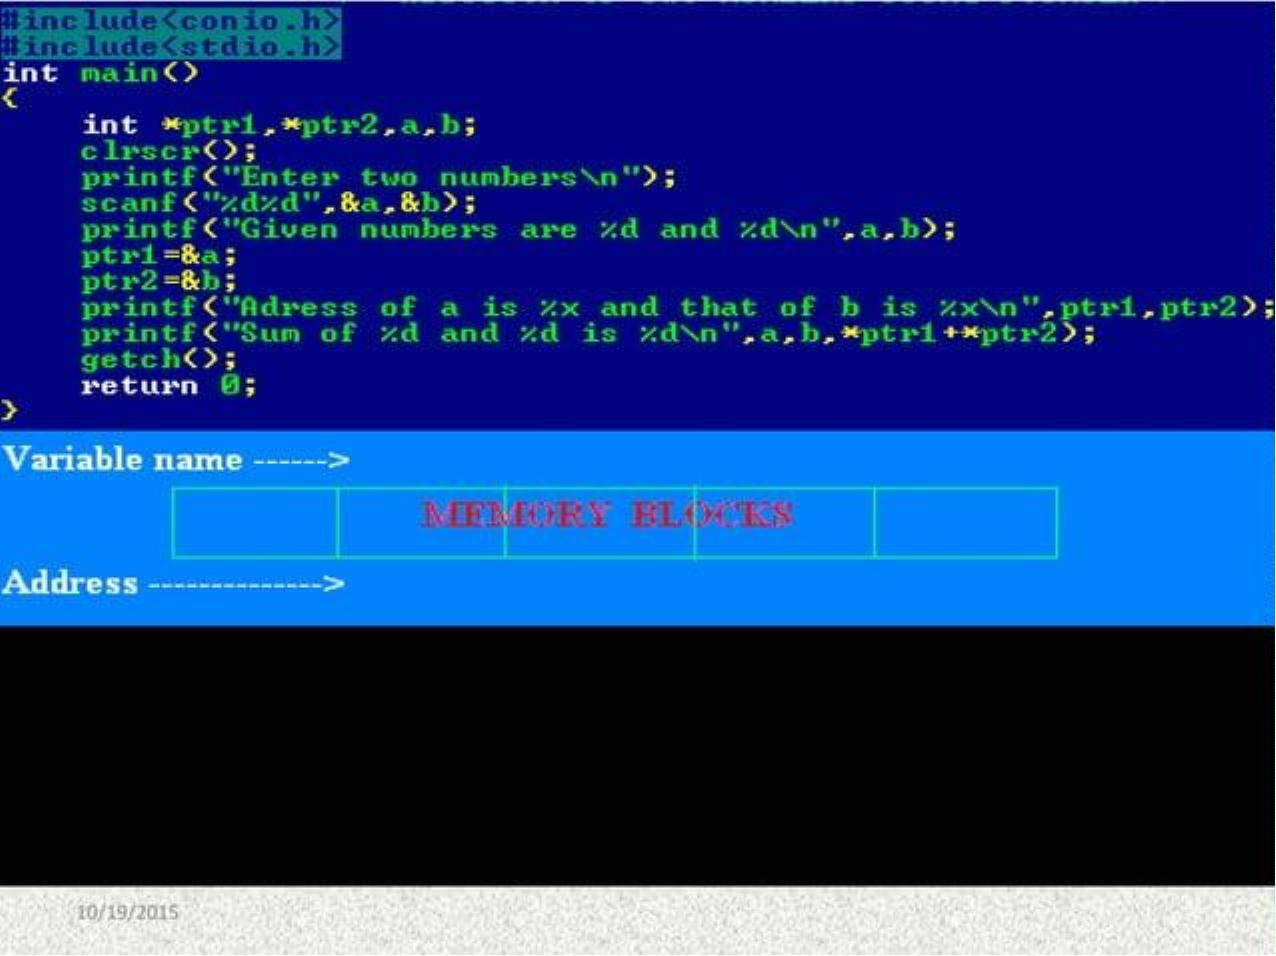 #include<conio.h>
#include<stdio.h>
int main()
{
int *ptr1,*ptr2,a,b;
clrscr();
printf("Enter two numbers\n");
scanf("%d%d",&a,&b);
printf("Given numbers are %d and %d\n",a,b);
ptr1=&a;
ptr2=&b;
printf("Adress of a is %x and that of b is %x\n",ptr1,ptr2);
printf("Sum of %d and %d is %d\n",a,b,*ptr1+*ptr2);
getch();
return 0;
}
Variable name ------>
MEMORY BLOCKS
Address -------------->
10/19/2015